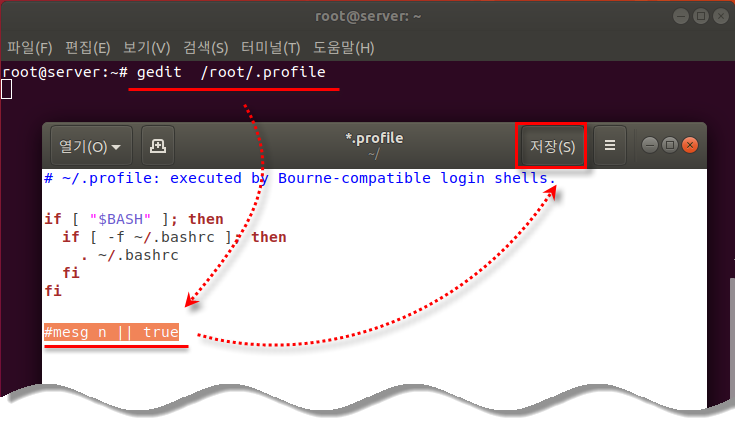 root@server: ~
파일(F) 편집(E) 보기(V) 검색(S) 터미널(T) 도움말(H)
root@server:~# gedit  /root/.profile
열기(O)
*.profile
~/
저장(S)
# ~/.profile: executed by Bourne-compatible login shells.
if [ "$BASH" ]; then
  if [ -f ~/.bashrc ]; then
    . ~/.bashrc
  fi
fi
#mesg n || true